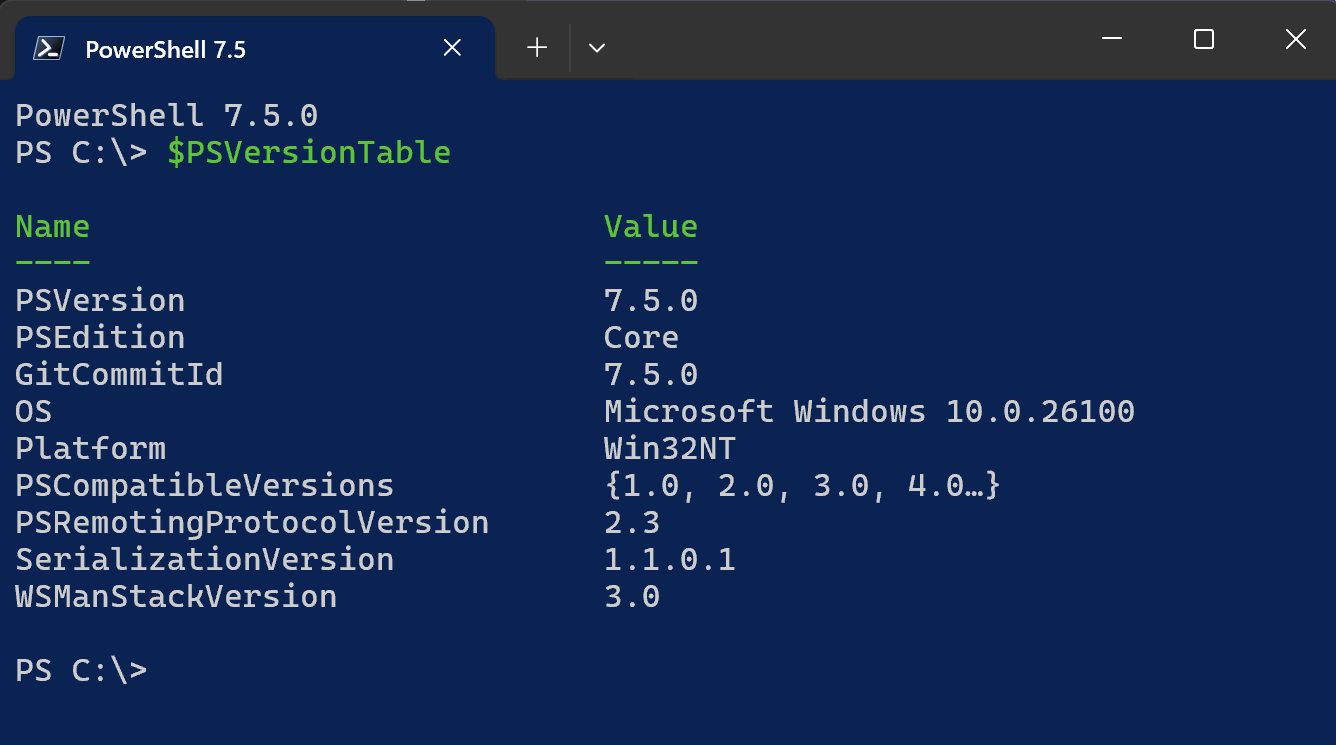 PowerShell 7.5
PowerShell 7.5.0
PS C:\> $PSVersionTable
Name                           Value
----                           -----
PSVersion                      7.5.0
PSEdition                      Core
GitCommitId                    7.5.0
OS                             Microsoft Windows 10.0.26100
Platform                       Win32NT
PSCompatibleVersions           {1.0, 2.0, 3.0, 4.0…}
PSRemotingProtocolVersion      2.3
SerializationVersion           1.1.0.1
WSManStackVersion              3.0
PS C:\>